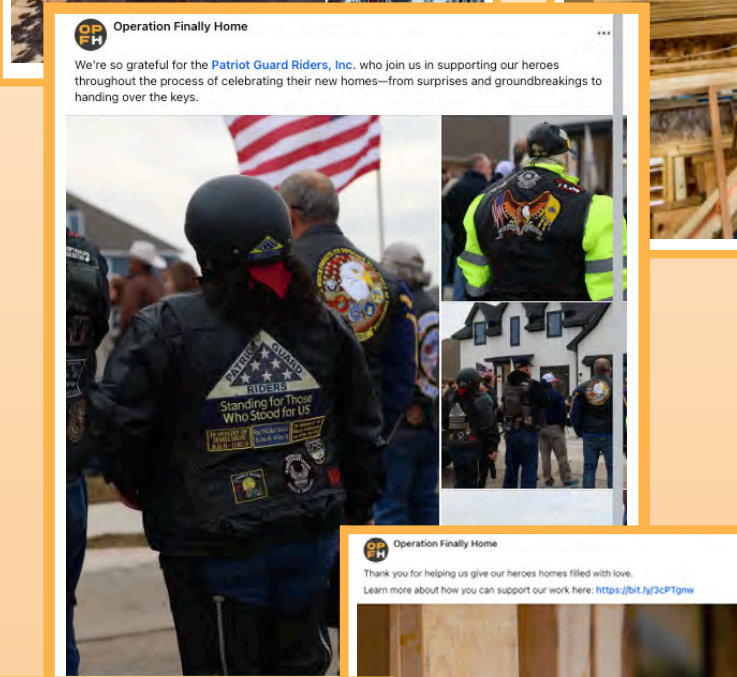 OP
FH
Operation Finally Home
We're so grateful for the Patriot Guard Riders, Inc. who join us in supporting our heroes
throughout the process of celebrating their new homes—from surprises and groundbreakings to
handing over the keys.
PATRIOT GUARD
RIDERS
Standing for Those
Who Stood for US
IN MEMORY OF
OP
FH
Operation Finally Home
Thank you for helping us give our heroes homes filled with love.
Learn more about how you can support our work here: https://bit.ly/3cPTgnw